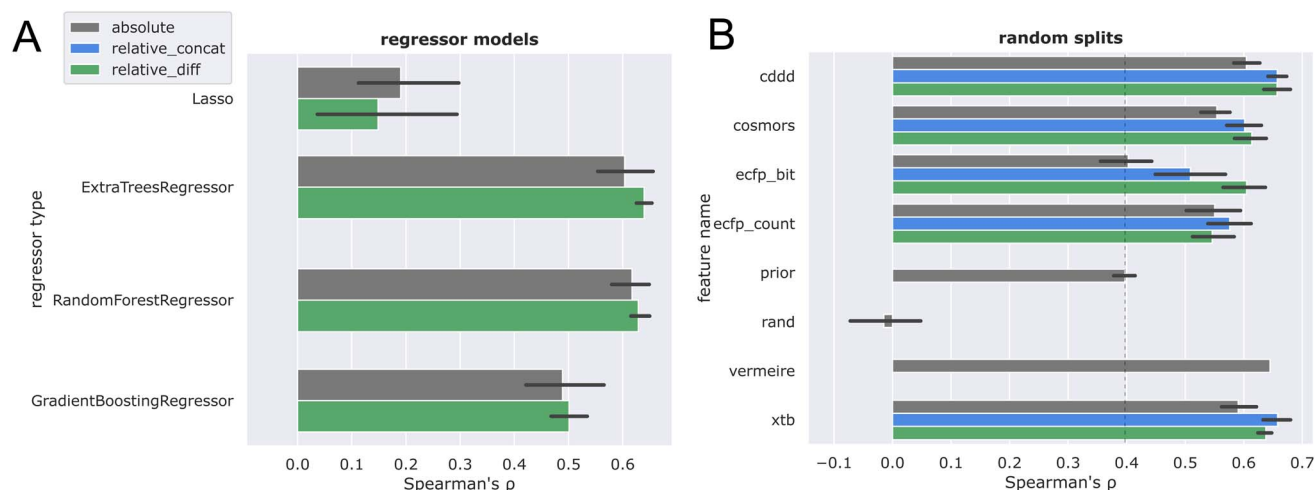 A
absolute
relative_concat
relative_diff
regressor models
regressor type
Lasso
ExtraTreesRegressor
RandomForestRegressor
GradientBoostingRegressor
0.0 0.1 0.2 0.3 0.4 0.5 0.6
Spearman's ρ
B
random splits
feature name
cddd
cosmors
ecfp_bit
ecfp_count
prior
rand
vermeire
xtb
−0.1 0.0 0.1 0.2 0.3 0.4 0.5 0.6 0.7
Spearman's ρ